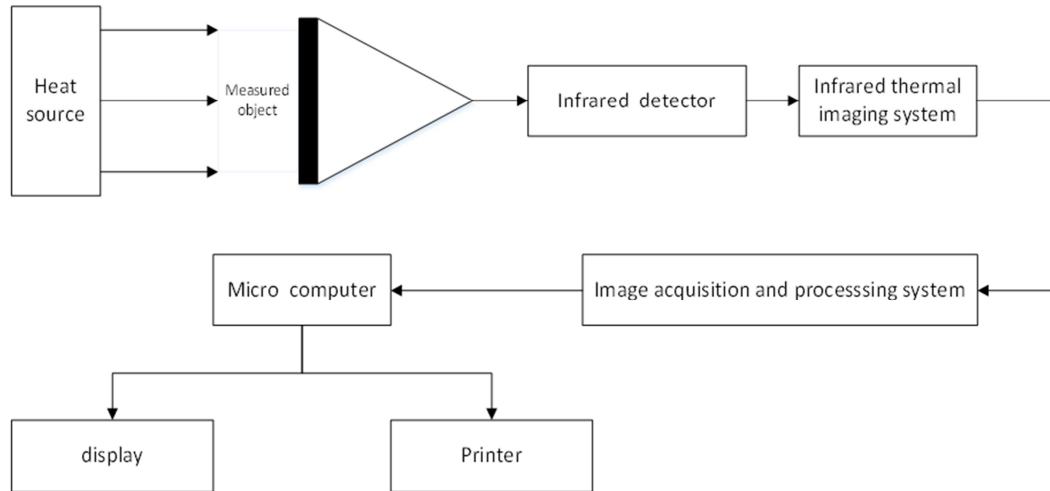 Heat
source
Measured
object
Infrared detector
Infrared thermal
imaging system
Micro computer
Image acquisition and processsing system
display
Printer